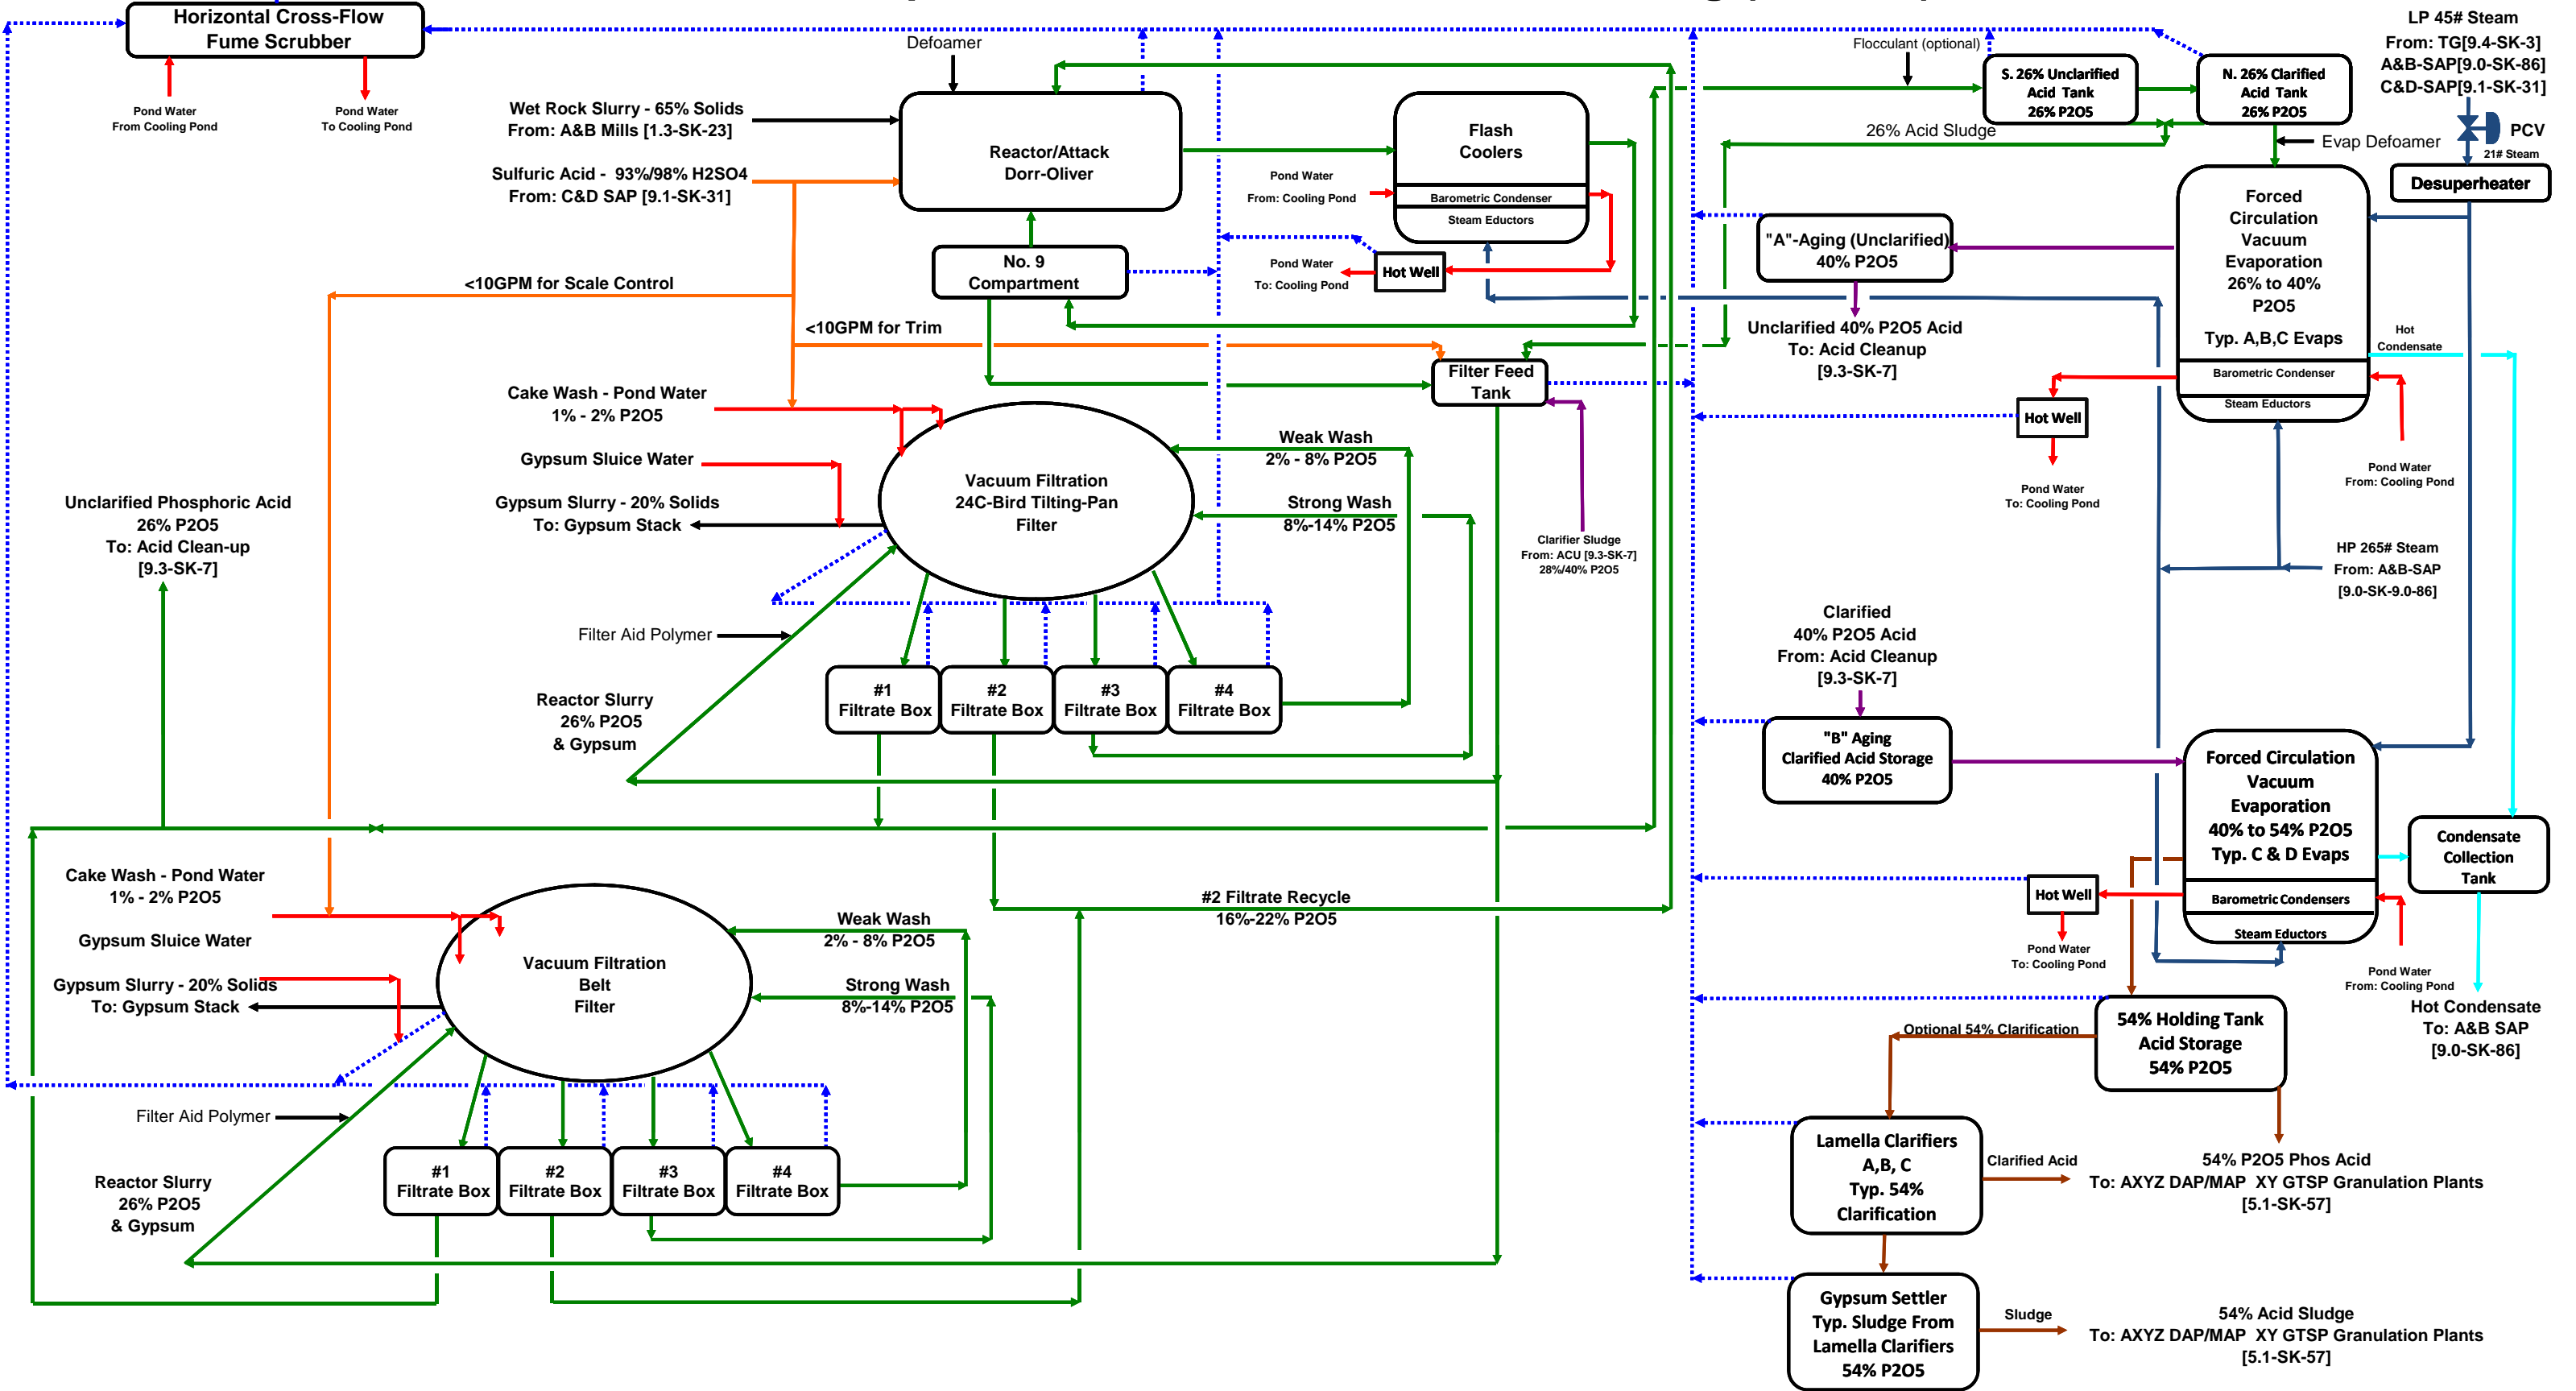 Horizontal Cross-Flow
Fume Scrubber
Pond Water
From Cooling Pond
Pond Water
To Cooling Pond
Defoamer
Wet Rock Slurry - 65% Solids
From: A&B Mills [1.3-SK-23]
Sulfuric Acid - 93%/98% H2SO4
From: C&D SAP [9.1-SK-31]
Reactor/Attack
Dorr-Oliver
No. 9
Compartment
Flash
Coolers
Barometric Condenser
Steam Eductors
Pond Water
From: Cooling Pond
Pond Water
To: Cooling Pond
Hot Well
Flocculant (optional)
S. 26% Unclarified
Acid Tank
26% P2O5
N. 26% Clarified
Acid Tank
26% P2O5
26% Acid Sludge
Evap Defoamer
LP 45# Steam
From: TG[9.4-SK-3]
A&B-SAP[9.0-SK-86]
C&D-SAP[9.1-SK-31]
PCV
21# Steam
Desuperheater
Forced
Circulation
Vacuum
Evaporation
26% to 40%
P2O5
Typ. A,B,C Evaps
Barometric Condenser
Steam Eductors
Hot
Condensate
"A"-Aging (Unclarified)
40% P2O5
Unclarified 40% P2O5 Acid
To: Acid Cleanup
[9.3-SK-7]
Hot Well
Pond Water
To: Cooling Pond
Pond Water
From: Cooling Pond
HP 265# Steam
From: A&B-SAP
[9.0-SK-9.0-86]
<10GPM for Scale Control
<10GPM for Trim
Filter Feed
Tank
Cake Wash - Pond Water
1% - 2% P2O5
Gypsum Sluice Water
Gypsum Slurry - 20% Solids
To: Gypsum Stack
Vacuum Filtration
24C-Bird Tilting-Pan
Filter
Weak Wash
2% - 8% P2O5
Strong Wash
8%-14% P2O5
Clarifier Sludge
From: ACU [9.3-SK-7]
28%/40% P2O5
Unclarified Phosphoric Acid
26% P2O5
To: Acid Clean-up
[9.3-SK-7]
Filter Aid Polymer
Reactor Slurry
26% P2O5
& Gypsum
#1
Filtrate Box
#2
Filtrate Box
#3
Filtrate Box
#4
Filtrate Box
Clarified
40% P2O5 Acid
From: Acid Cleanup
[9.3-SK-7]
"B" Aging
Clarified Acid Storage
40% P2O5
Forced Circulation
Vacuum
Evaporation
40% to 54% P2O5
Typ. C & D Evaps
Barometric Condensers
Steam Eductors
Condensate
Collection
Tank
Hot Well
Pond Water
To: Cooling Pond
Pond Water
From: Cooling Pond
Hot Condensate
To: A&B SAP
[9.0-SK-86]
#2 Filtrate Recycle
16%-22% P2O5
Cake Wash - Pond Water
1% - 2% P2O5
Gypsum Sluice Water
Gypsum Slurry - 20% Solids
To: Gypsum Stack
Vacuum Filtration
Belt
Filter
Weak Wash
2% - 8% P2O5
Strong Wash
8%-14% P2O5
Filter Aid Polymer
Reactor Slurry
26% P2O5
& Gypsum
#1
Filtrate Box
#2
Filtrate Box
#3
Filtrate Box
#4
Filtrate Box
54% Holding Tank
Acid Storage
54% P2O5
Optional 54% Clarification
Lamella Clarifiers
A,B, C
Typ. 54%
Clarification
Clarified Acid
54% P2O5 Phos Acid
To: AXYZ DAP/MAP XY GTSP Granulation Plants
[5.1-SK-57]
Gypsum Settler
Typ. Sludge From
Lamella Clarifiers
54% P2O5
Sludge
54% Acid Sludge
To: AXYZ DAP/MAP XY GTSP Granulation Plants
[5.1-SK-57]